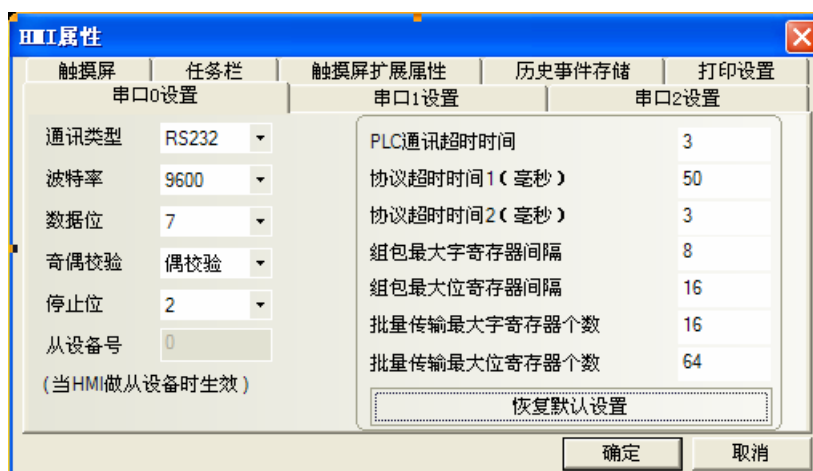 HMI属性
触摸屏 任务栏 触摸屏扩展属性 历史事件存储 打印设置
串口0设置 串口1设置 串口2设置
通讯类型 RS232
波特率 9600
数据位 7
奇偶校验 偶校验
停止位 2
从设备号 0
(当HMI做从设备时生效)
PLC通讯超时时间 3
协议超时时间1(毫秒) 50
协议超时时间2(毫秒) 3
组包最大字寄存器间隔 8
组包最大位寄存器间隔 16
批量传输最大字寄存器个数 16
批量传输最大位寄存器个数 64
恢复默认设置
确定 取消